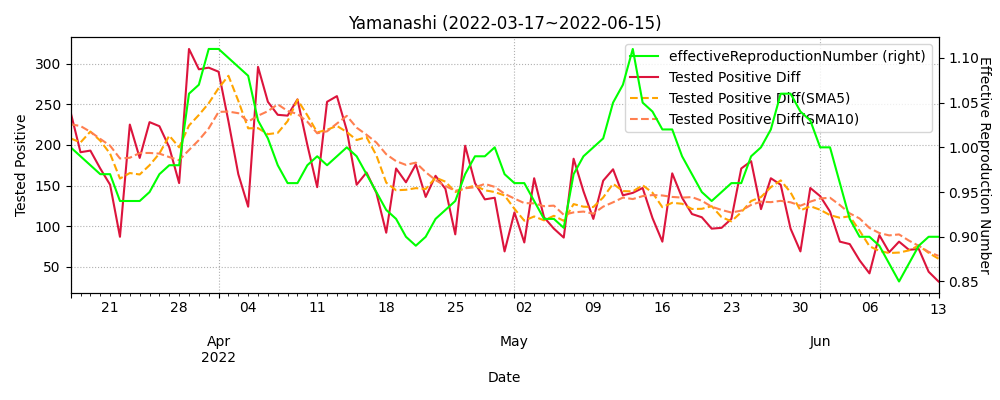 Yamanashi (2022-03-17~2022-06-15)
effectiveReproductionNumber (right)
Tested Positive Diff
Tested Positive Diff(SMA5)
Tested Positive Diff(SMA10)
Tested Positive
300
250
200
150
100
50
1.10
1.05
1.00
0.95
0.90
0.85
Effective Reproduction Number
21 28 04 11 18 25 02 09 16 23 30 06 13
Apr May Jun
2022
Date